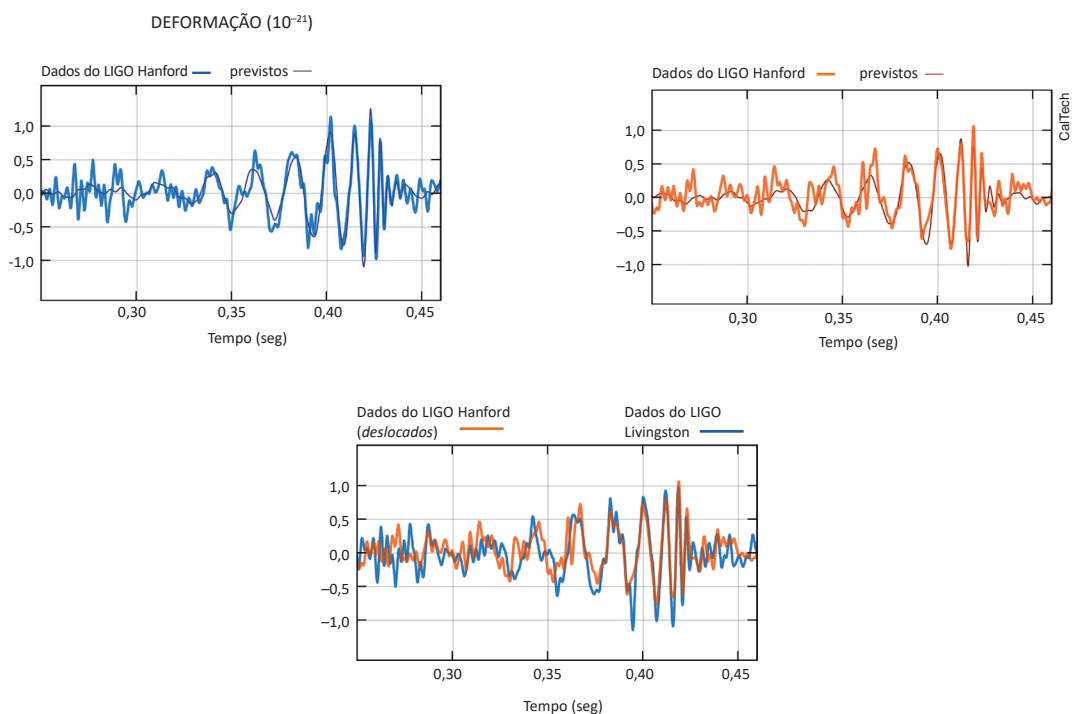 DEFORMAÇÃO (10⁻²¹)
Dados do LIGO Hanford previstos
1,0
0,5
0,0
-0,5
-1,0
0,30 0,35 0,40 0,45
Tempo (seg)
Dados do LIGO Hanford previstos
CalTech
1,0
0,5
0,0
−0,5
−1,0
0,30 0,35 0,40 0,45
Tempo (seg)
Dados do LIGO Hanford
(deslocados)
Dados do LIGO
Livingston
1,0
0,5
0,0
−0,5
−1,0
0,30 0,35 0,40 0,45
Tempo (seg)